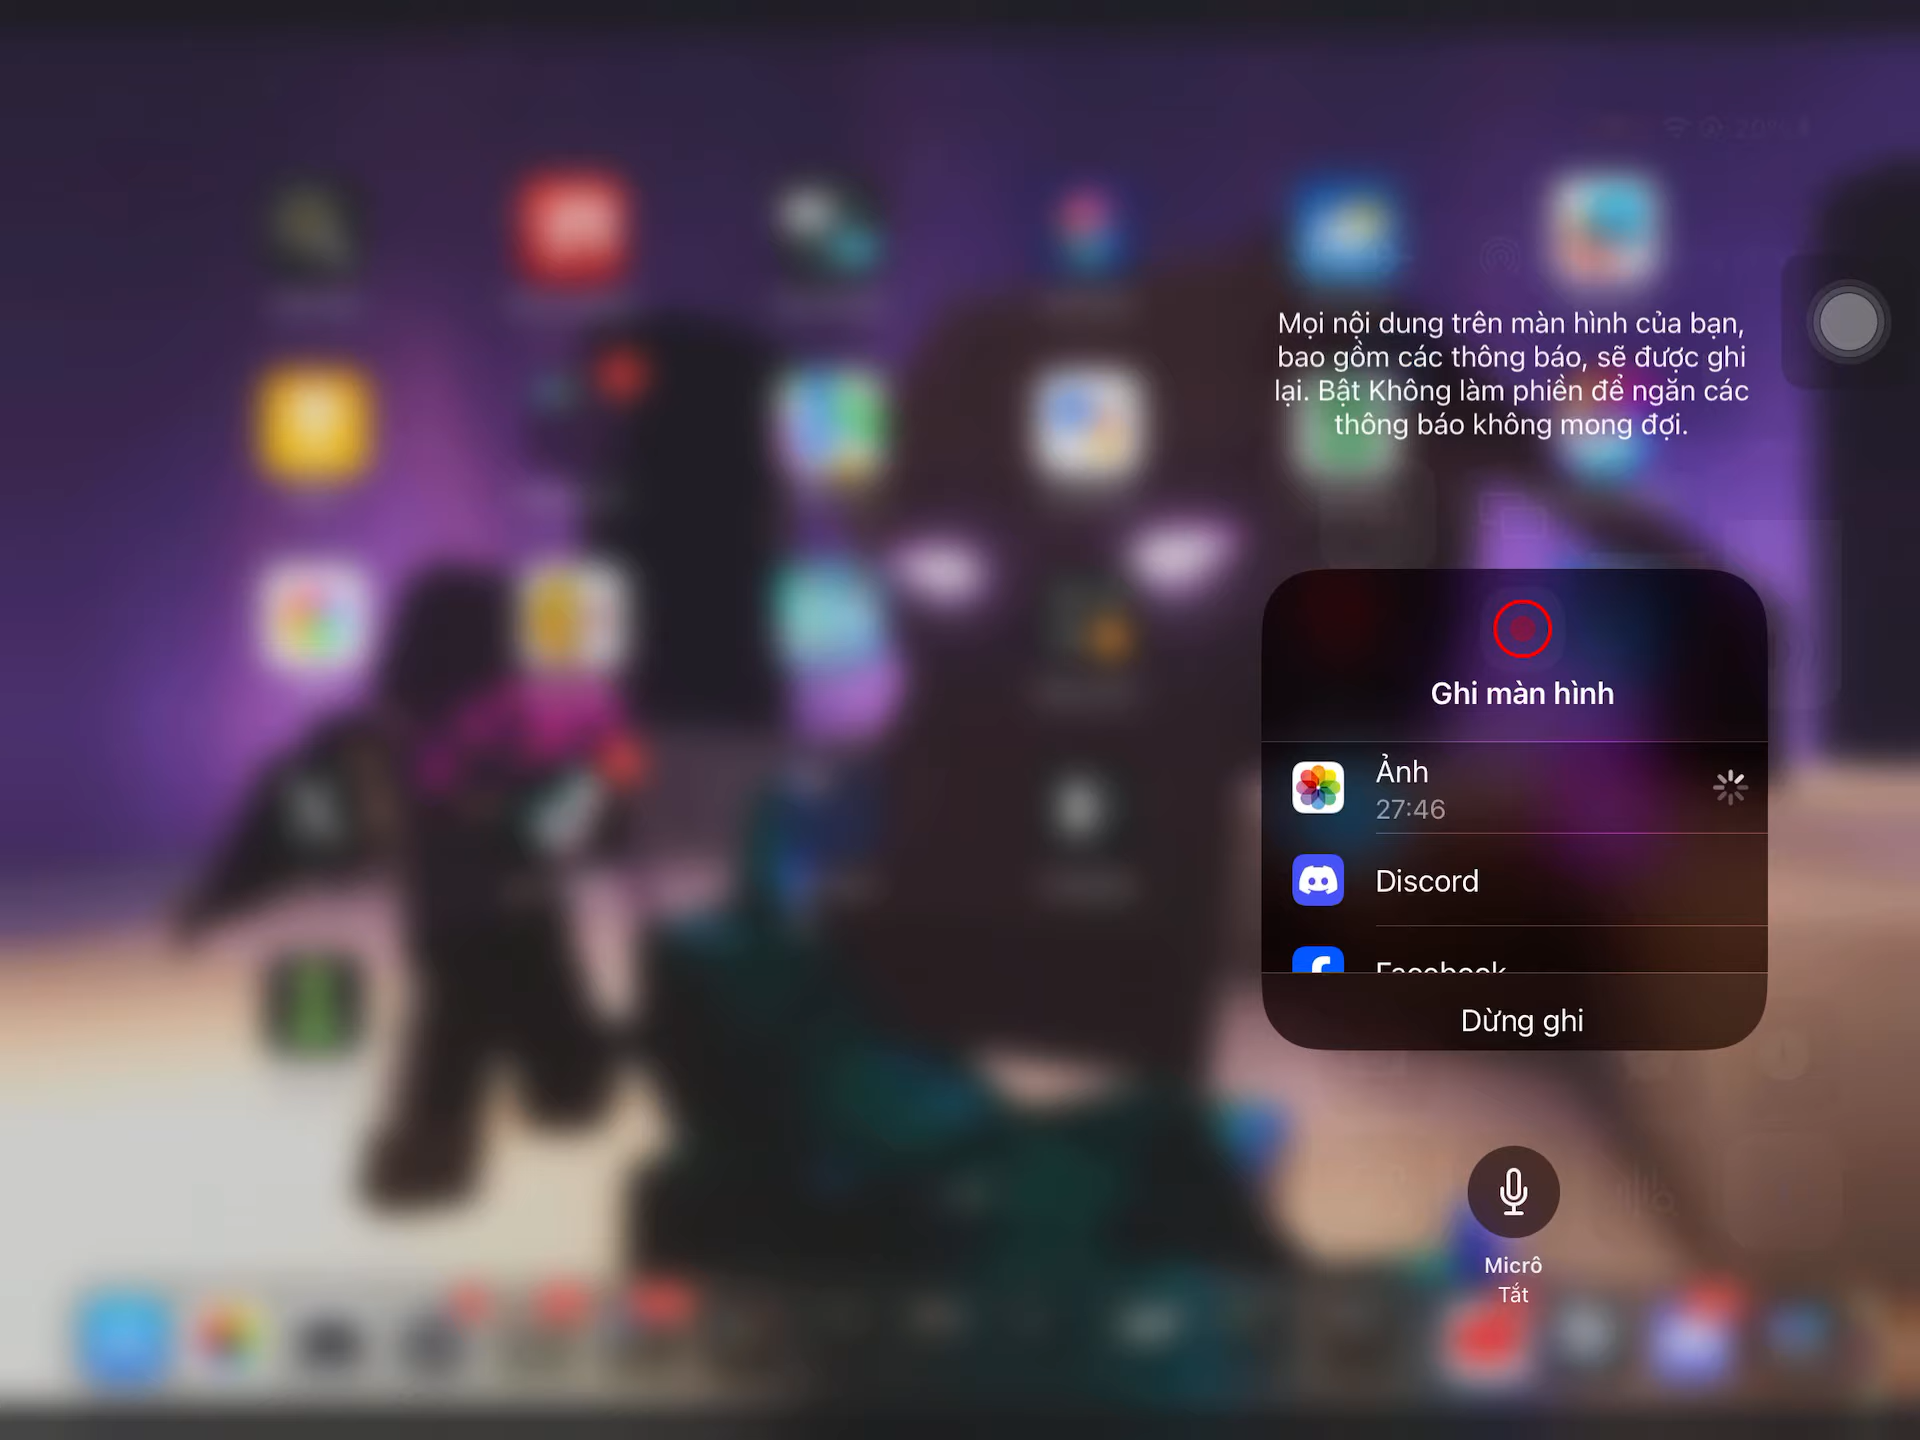 Mọi nội dung trên màn hình của bạn,
bao gồm các thông báo, sẽ được ghi
lại. Bật Không làm phiền để ngăn các
thông báo không mong đợi.
Ghi màn hình
Ảnh
27:46
Discord
Facebook
Dừng ghi
Micrô
Tắt